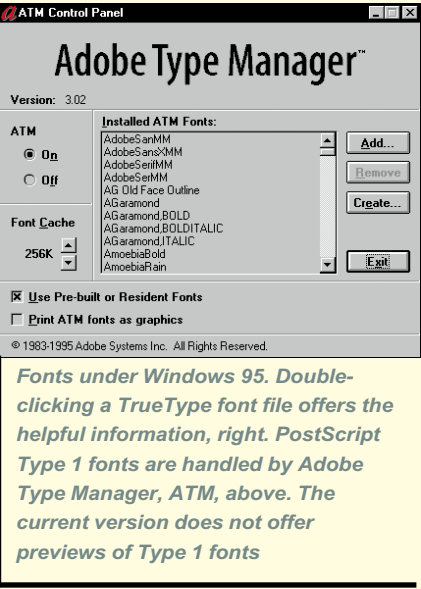 ATM Control Panel
Adobe Type Manager™
Version: 3.02
ATM
On
Off
Font Cache
256K
Installed ATM Fonts:
AdobeSanMM
AdobeSansXMM
AdobeSerifMM
AdobeSerMM
AG Old Face Outline
AGaramond
AGaramond,BOLD
AGaramond,BOLDITALIC
AGaramond,ITALIC
AmoebiaBold
AmoebiaRain
Add...
Remove
Create...
Exit
Use Pre-built or Resident Fonts
Print ATM fonts as graphics
© 1983-1995 Adobe Systems Inc. All Rights Reserved.
Fonts under Windows 95. Double-
clicking a TrueType font file offers the
helpful information, right. PostScript
Type 1 fonts are handled by Adobe
Type Manager, ATM, above. The
current version does not offer
previews of Type 1 fonts